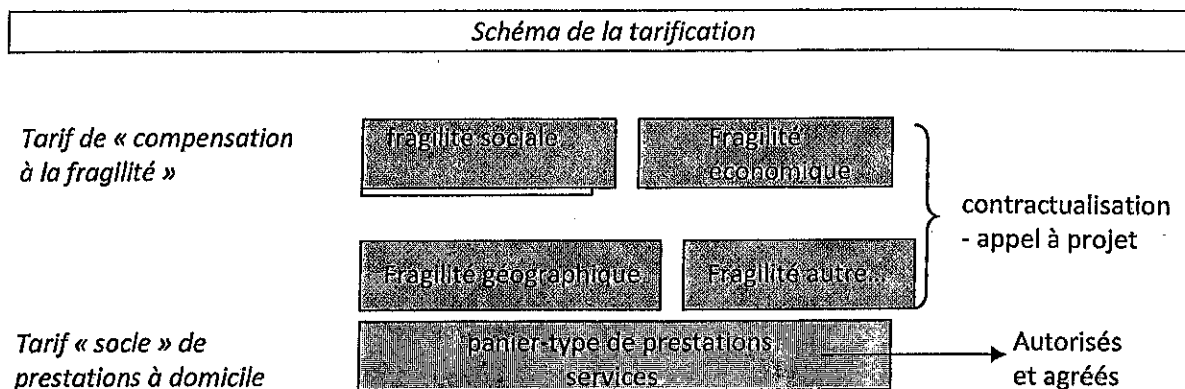 Schéma de la tarification
Tarif de « compensation
à la fragilité »
fragilité sociale
Fragilité
économique
contractualisation
- appel à projet
Fragilité géographique
Fragilité autre...
Tarif « socle » de
prestations à domicile
panier-type de prestations
services
Autorisés
et agréés